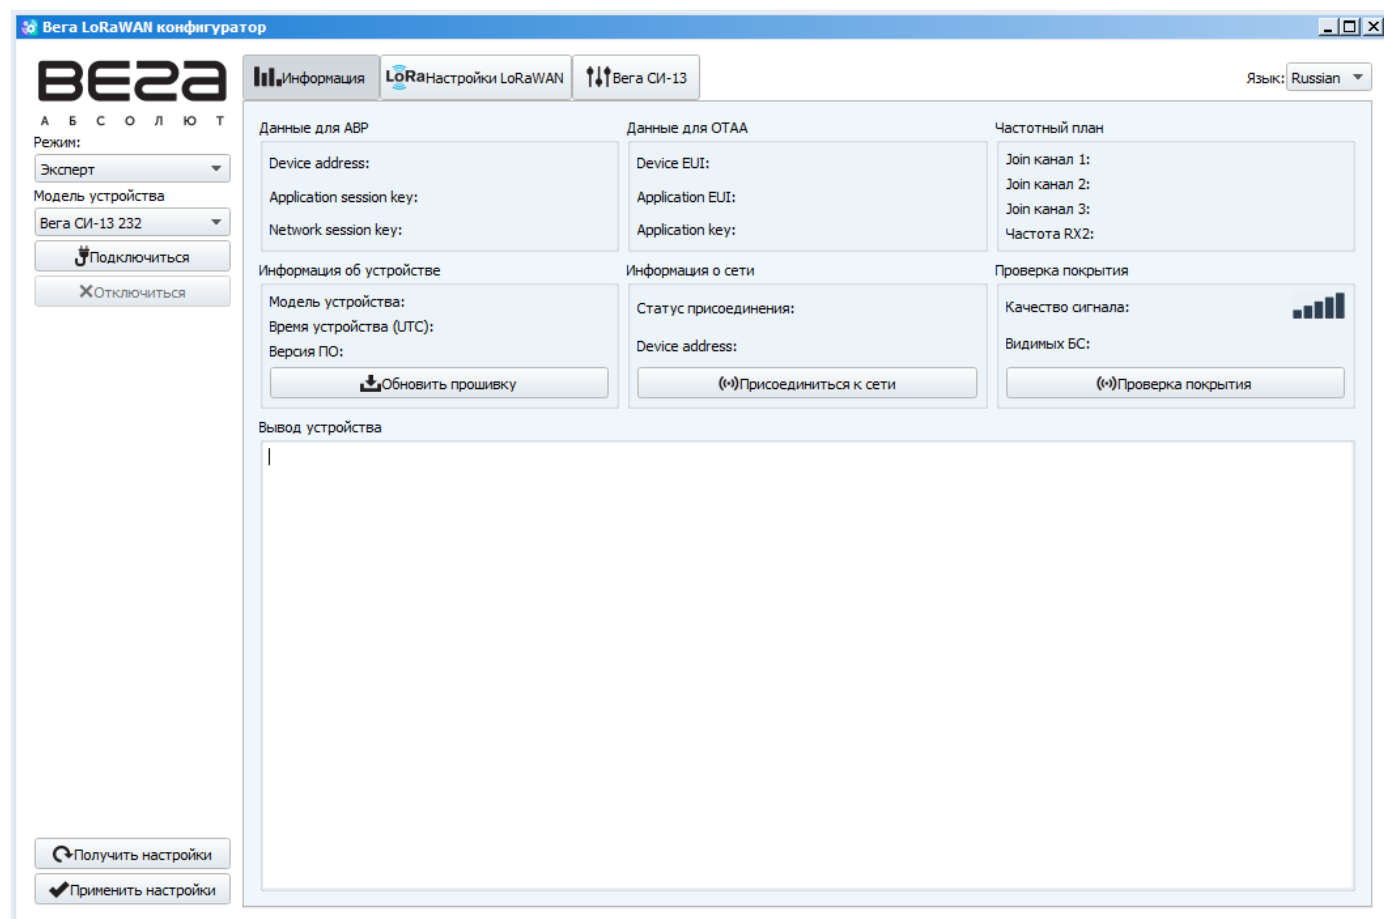 Вега LoRaWAN конфигуратор
ВЕГА
АБСОЛЮТ
Режим:
Эксперт
Модель устройства
Вега СИ-13 232
Подключиться
Отключиться
Получить настройки
Применить настройки
Информация
LoRa Настройки LoRaWAN
Вега СИ-13
Язык: Russian
Данные для ABP
Device address:
Application session key:
Network session key:
Данные для OTAA
Device EUI:
Application EUI:
Application key:
Частотный план
Join канал 1:
Join канал 2:
Join канал 3:
Частота RX2:
Информация об устройстве
Модель устройства:
Время устройства (UTC):
Версия ПО:
Обновить прошивку
Информация о сети
Статус присоединения:
Device address:
Присоединиться к сети
Проверка покрытия
Качество сигнала:
Видимых БС:
Проверка покрытия
Вывод устройства